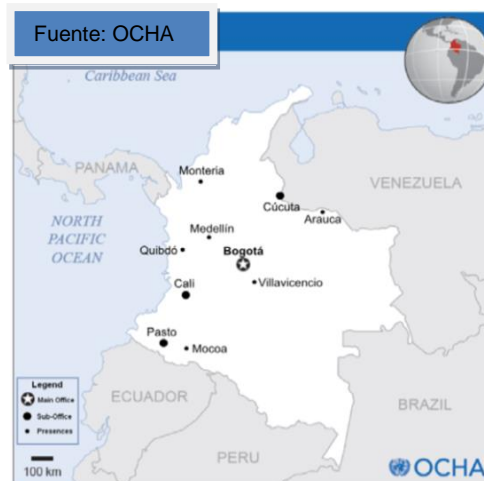 Fuente: OCHA
Caribbean Sea
PANAMA
Monteria
VENEZUELA
Cúcuta
Arauca
NORTH
PACIFIC
OCEAN
Medellín
Quibdó
Bogotá
Villavicencio
Cali
Pasto
Mocoa
Legend
Main Office
Sub-Office
Presences
ECUADOR
BRAZIL
PERU
100 km
OCHA